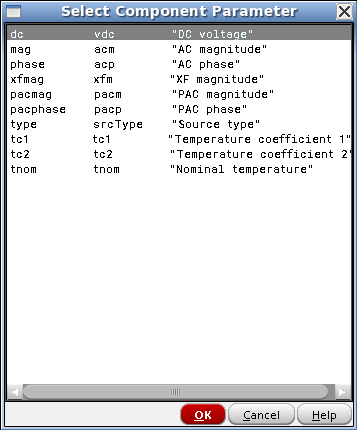 Select Component Parameter
dc vdc "DC voltage"
mag acm "AC magnitude"
phase acp "AC phase"
xfmag xfm "XF magnitude"
pacmag pacm "PAC magnitude"
pacphase pacp "PAC phase"
type srcType "Source type"
tc1 tc1 "Temperature coefficient 1"
tc2 tc2 "Temperature coefficient 2"
tnom tnom "Nominal temperature"
OK Cancel Help